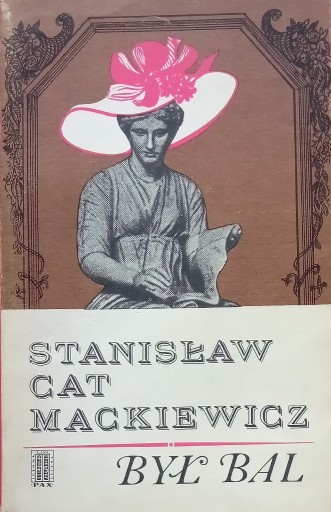 STANISŁAW
CAT
MACKIEWICZ
BYŁ BAL
PAX